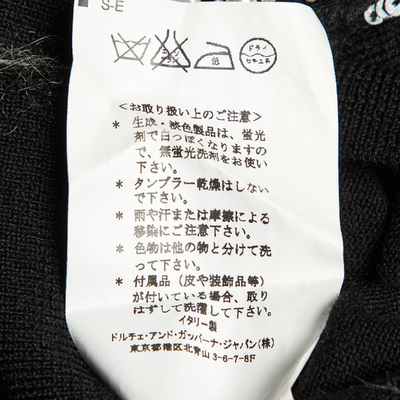 S-E
低
ドライ
セキユ系
<お取り扱い上のご注意>
* 生成・淡色製品は、蛍光
剤で白っぽくなりますの
で、無蛍光洗剤をお使い
下さい。
* タンブラー乾燥はしない
で下さい。
* 雨や汗または摩擦による
移染にご注意下さい。
* 色物は他の物と分けて洗
って下さい。
* 付属品(皮や装飾品等)
が付いている場合、取り
はずして洗濯して下さい。
イタリー製
ドルチェ・アンド・ガッバーナ・ジャパン(株)
東京都港区北青山3-6-7-8F